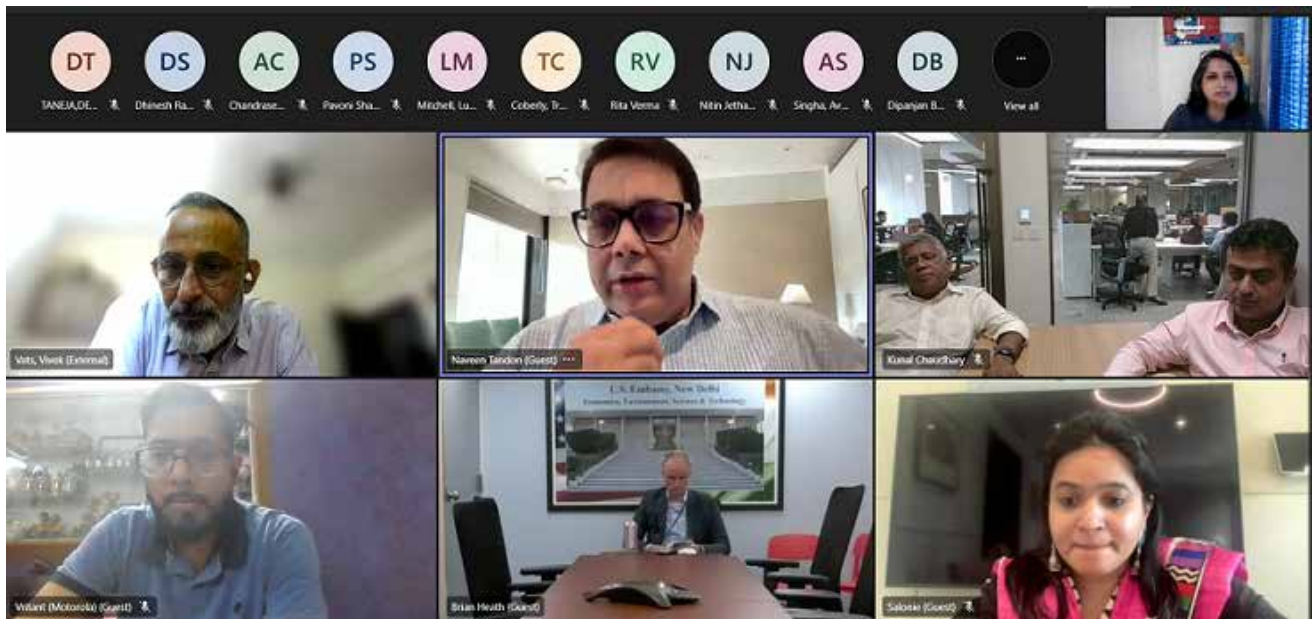 DT
DS
AC
PS
LM
TC
RV
NJ
AS
DB
...
TANEJA,DE...
Dhinesh Ra...
Chandrase...
Pavoni Sha...
Mitchell, Lu...
Coberly, Tr...
Rita Verma
Nitin Jetha...
Singha, Av...
Dipanjan B...
View all
Vats, Vivek (External)
Naveen Tandon (Guest) •••
Kunal Chaudhary
U.S. Embassy, New Delhi
Economics, Environment, Science & Technology
(Motorola) (Guest)
Brian Heath (Guest)
Salonie (Guest)